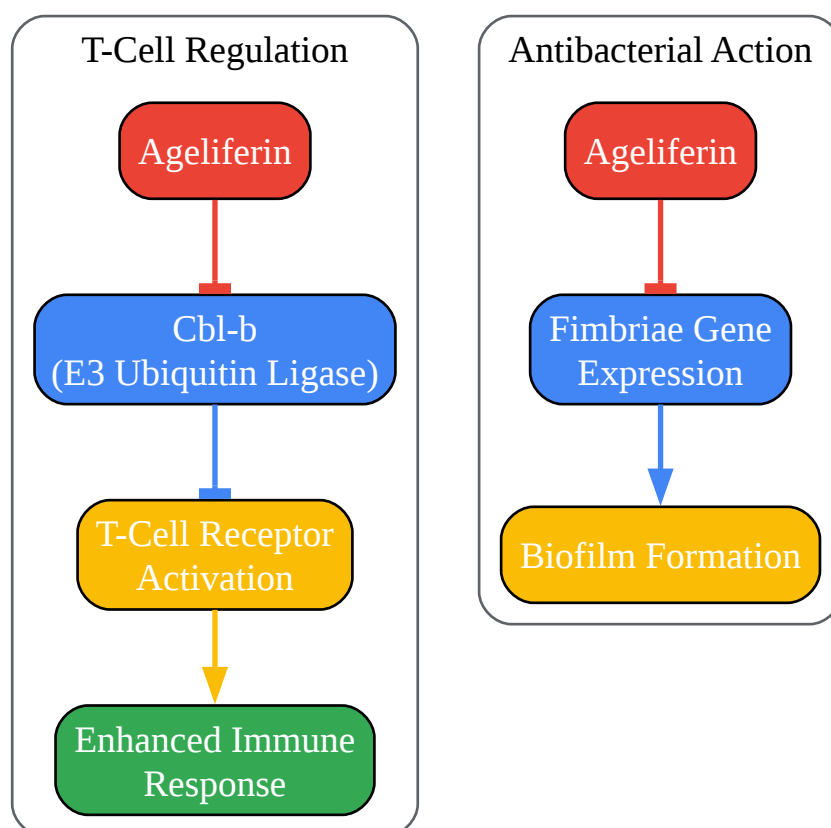 T-Cell Regulation
Ageliferin
Cbl-b
(E3 Ubiquitin Ligase)
T-Cell Receptor
Activation
Enhanced Immune
Response
Antibacterial Action
Ageliferin
Fimbriae Gene
Expression
Biofilm Formation